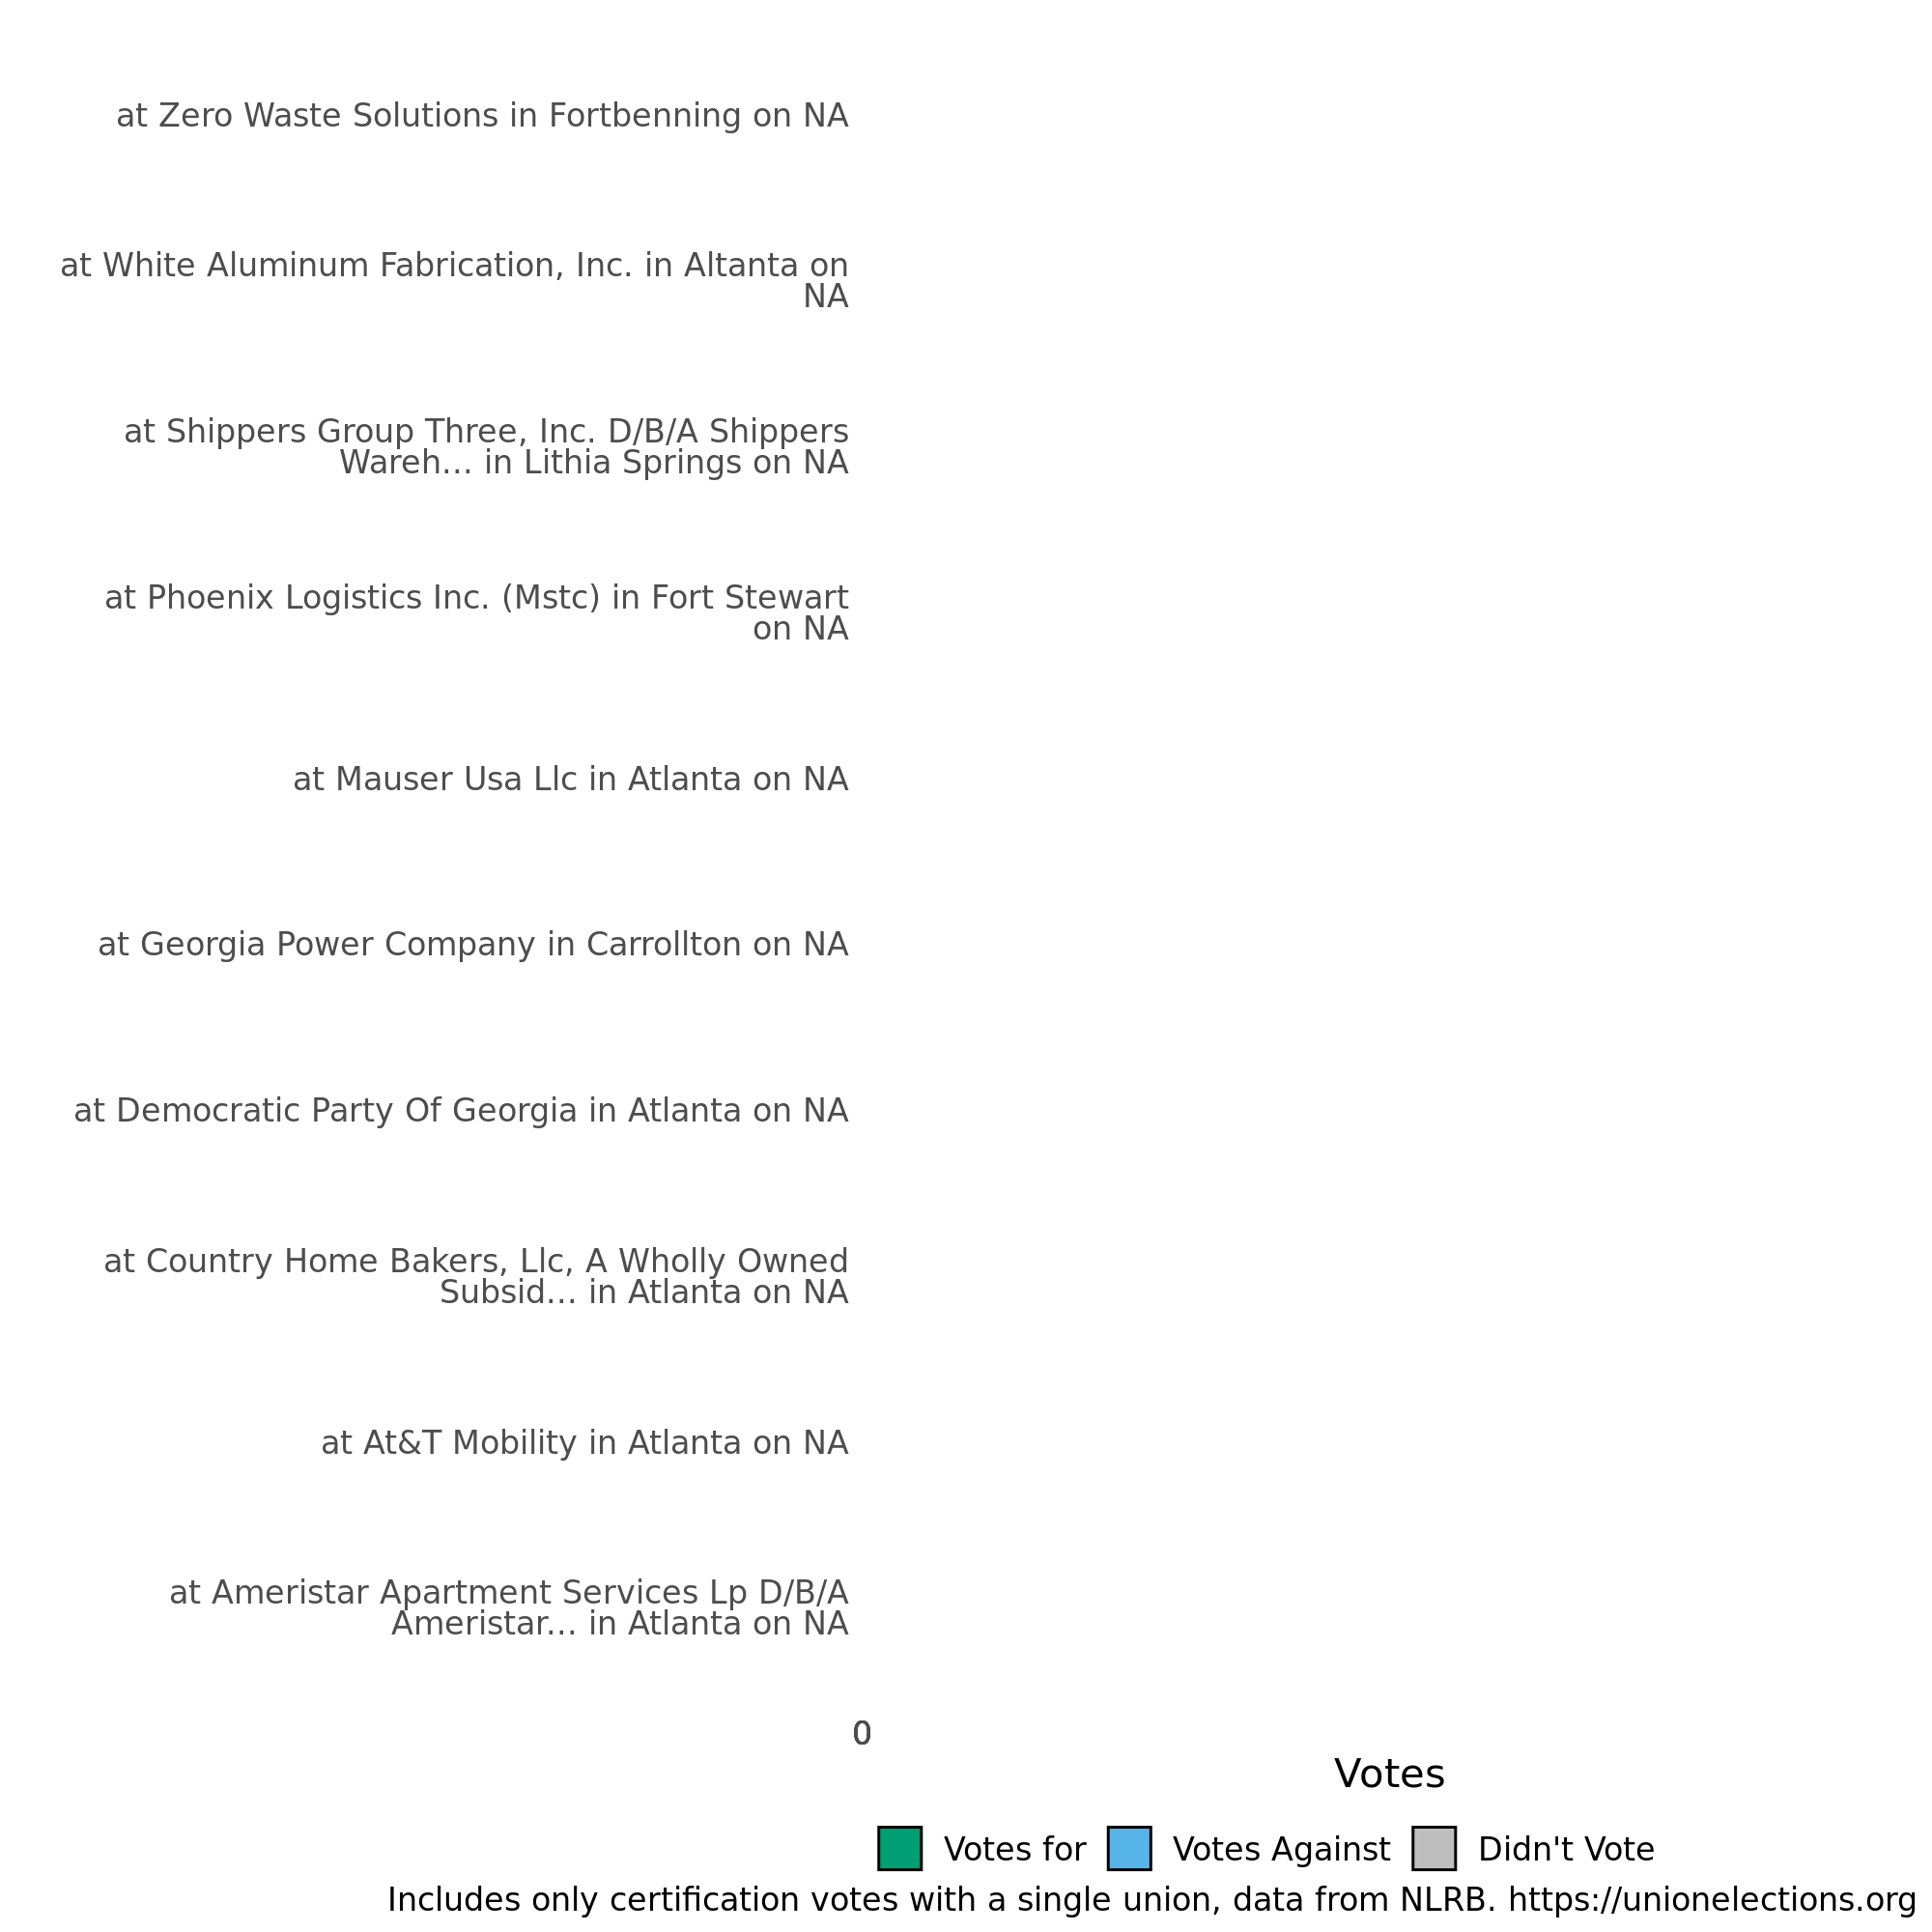 at Zero Waste Solutions in Fortbenning on NA
at White Aluminum Fabrication, Inc. in Altanta on
NA
at Shippers Group Three, Inc. D/B/A Shippers
Wareh... in Lithia Springs on NA
at Phoenix Logistics Inc. (Mstc) in Fort Stewart
on NA
at Mauser Usa Llc in Atlanta on NA
at Georgia Power Company in Carrollton on NA
at Democratic Party Of Georgia in Atlanta on NA
at Country Home Bakers, Llc, A Wholly Owned
Subsid... in Atlanta on NA
at At&T Mobility in Atlanta on NA
at Ameristar Apartment Services Lp D/B/A
Ameristar... in Atlanta on NA
0
Votes
Votes for Votes Against Didn't Vote
Includes only certification votes with a single union, data from NLRB. https://unionelections.org